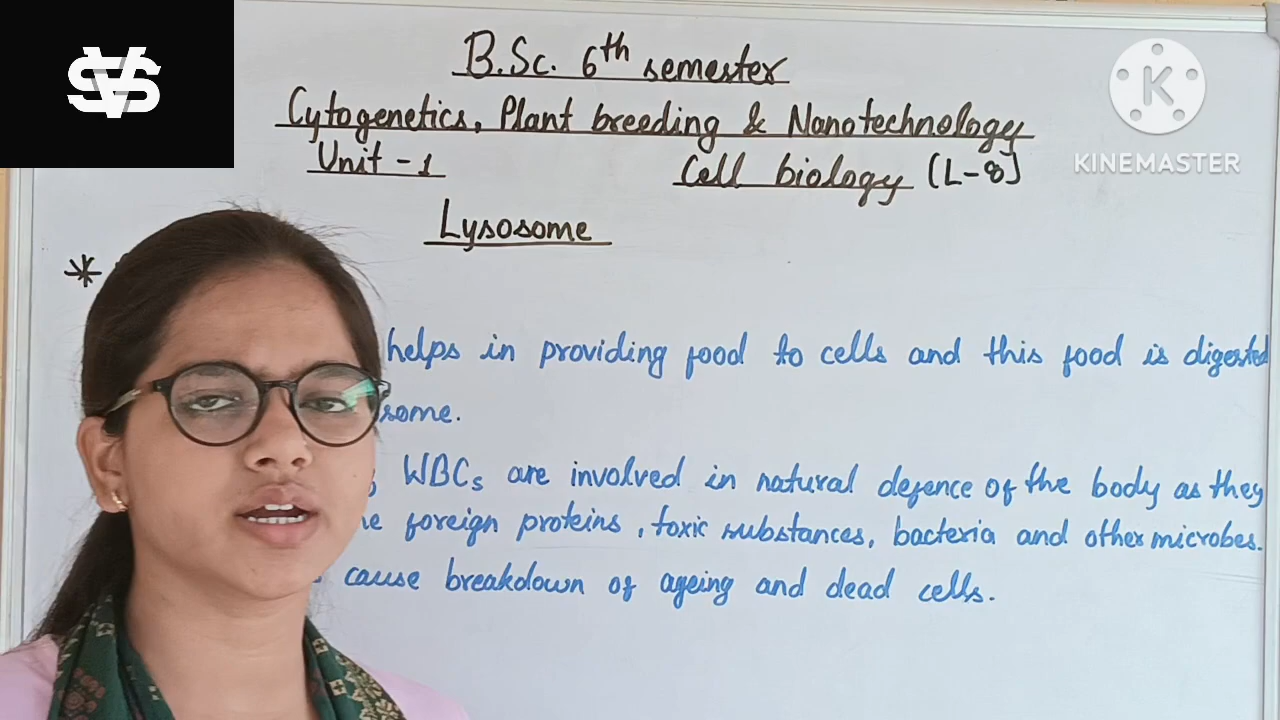 B.Sc. 6th semester
Cytogenetics, Plant breeding & Nanotechnology
Unit-1 Cell biology (L-8)
Lysosome
*
helps in providing food to cells and this food is digested
some.
WBCs are involved in natural defence of the body as they
foreign proteins, toxic substances, bacteria and other microbes.
cause breakdown of ageing and dead cells.
K
KINEMASTER